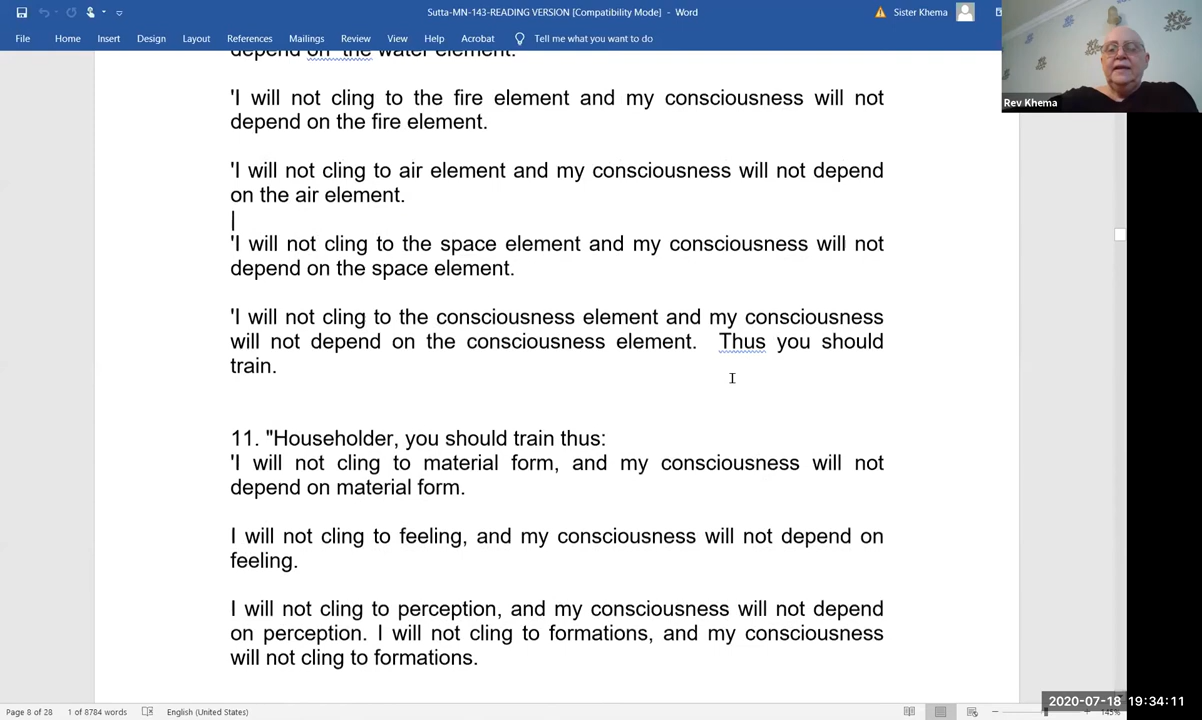 Sutta-MN-143-READING VERSION [Compatibility Mode] - Word
Sister Khema
File Home Insert Design Layout References Mailings Review View Help Acrobat Tell me what you want to do
Rev Khema
depend on the water element.
'I will not cling to the fire element and my consciousness will not
depend on the fire element.
'I will not cling to air element and my consciousness will not depend
on the air element.
'I will not cling to the space element and my consciousness will not
depend on the space element.
'I will not cling to the consciousness element and my consciousness
will not depend on the consciousness element. Thus you should
train.
11. "Householder, you should train thus:
'I will not cling to material form, and my consciousness will not
depend on material form.
I will not cling to feeling, and my consciousness will not depend on
feeling.
I will not cling to perception, and my consciousness will not depend
on perception. I will not cling to formations, and my consciousness
will not cling to formations.
2020-07-18 19:34:11
Page 8 of 28 1 of 8784 words English (United States) 145%